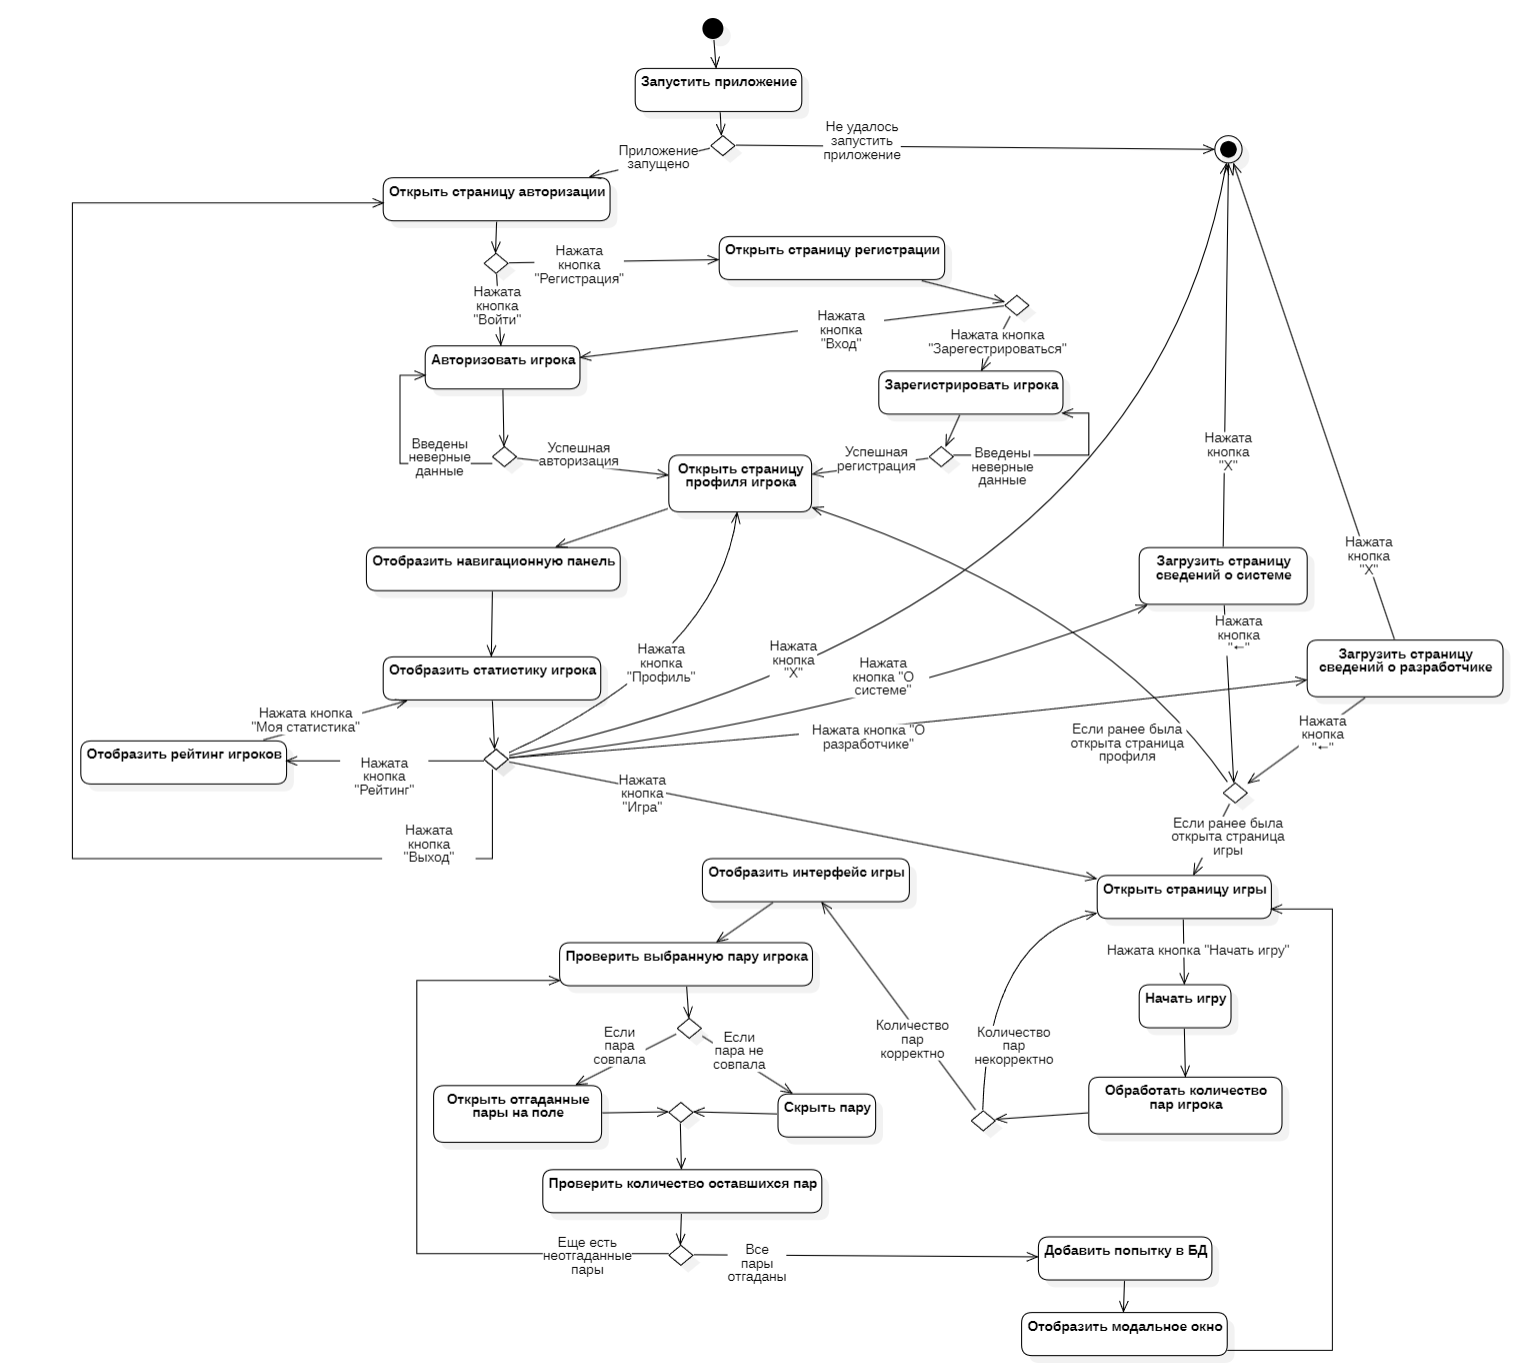 Запустить приложение
Не удалось
запустить
приложение
Приложение
запущено
Открыть страницу авторизации
Нажата
кнопка
"Регистрация"
Открыть страницу регистрации
Нажата
кнопка
"Войти"
Нажата
кнопка
"Вход"
Нажата кнопка
"Зарегестрироваться"
Авторизовать игрока
Зарегистрировать игрока
Введены
неверные
данные
Успешная
авторизация
Успешная
регистрация
Введены
неверные
данные
Открыть страницу
профиля игрока
Нажата
кнопка
"X"
Нажата
кнопка
"X"
Отобразить навигационную панель
Загрузить страницу
сведений о системе
Нажата
кнопка
"←"
Загрузить страницу
сведений о разработчике
Отобразить статистику игрока
Нажата
кнопка
"Профиль"
Нажата
кнопка
"X"
Нажата
кнопка "О
системе"
Нажата кнопка
"Моя статистика"
Нажата кнопка "О
разработчике"
Если ранее была
открыта страница
профиля
Нажата
кнопка
"←"
Отобразить рейтинг игроков
Нажата
кнопка
"Рейтинг"
Нажата
кнопка
"Игра"
Нажата
кнопка
"Выход"
Если ранее была
открыта страница
игры
Отобразить интерфейс игры
Открыть страницу игры
Проверить выбранную пару игрока
Нажата кнопка "Начать игру"
Начать игру
Если
пара
совпала
Если
пара не
совпала
Количество
пар
корректно
Количество
пар
некорректно
Открыть отгаданные
пары на поле
Скрыть пару
Обработать количество
пар игрока
Проверить количество оставшихся пар
Еще есть
неотгаданные
пары
Все
пары
отгаданы
Добавить попытку в БД
Отобразить модальное окно